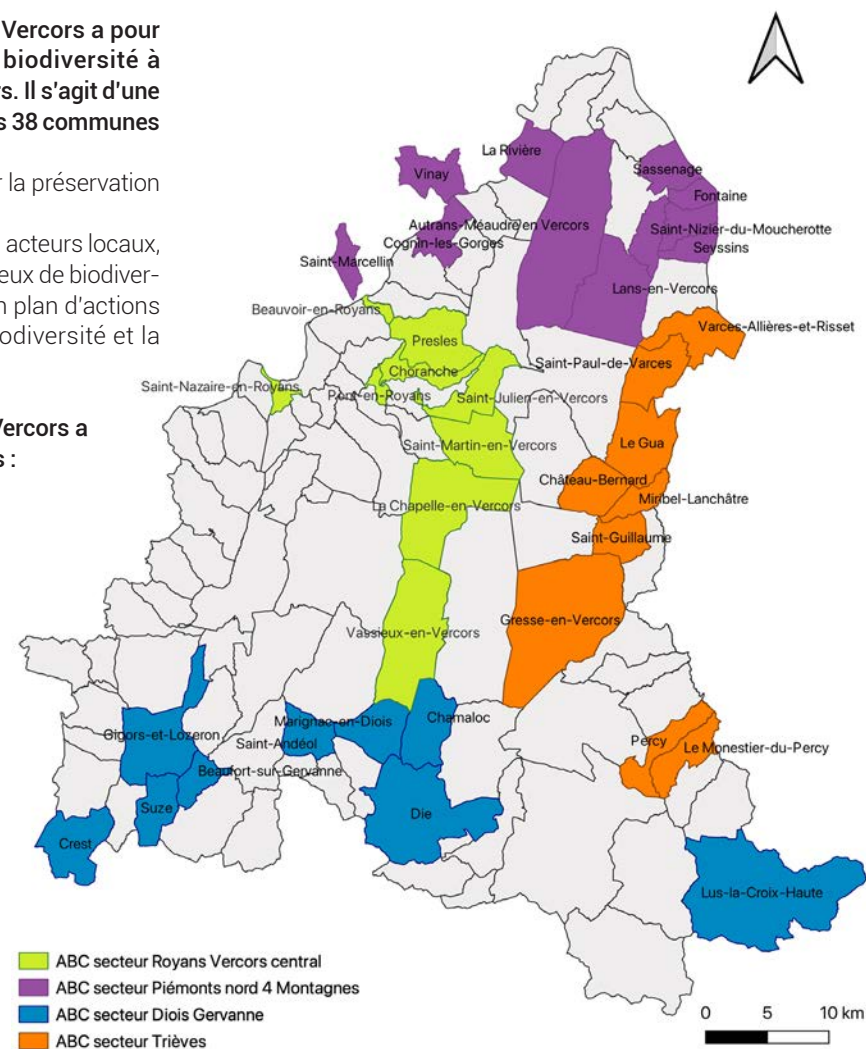 Vercors a pour
biodiversité à
rs. Il s'agit d'une
s 38 communes
r la préservation
acteurs locaux,
eux de biodiver-
n plan d'actions
odiversité et la
Vercors a
s :
La Rivière
Vinay
Sassenage
Fontaine
Autrans-Méaudre en Vercors
Saint-Nizier-du-Moucherotte
Cognin-les-Gorges
Seyssins
Saint-Marcellin
Lans-en-Vercors
Beauvoir-en-Royans
Varces-Allières-et-Risset
Presles
Saint-Paul-de-Varces
Choranche
Saint-Nazaire-en-Royans
Pont-en-Royans
Saint-Julien-en-Vercors
Saint-Martin-en-Vercors
Le Gua
Château-Bernard
Miribel-Lanchâtre
La Chapelle-en-Vercors
Saint-Guillaume
Vassieux-en-Vercors
Gresse-en-Vercors
Marignac-en-Diois
Chamaloc
Gigors-et-Lozeron
Saint-Andéol
Percy
Le Monestier-du-Percy
Beaufort-sur-Gervanne
Suze
Die
Crest
Lus-la-Croix-Haute
ABC secteur Royans Vercors central
ABC secteur Piémonts nord 4 Montagnes
ABC secteur Diois Gervanne
ABC secteur Trièves
0 5 10 km